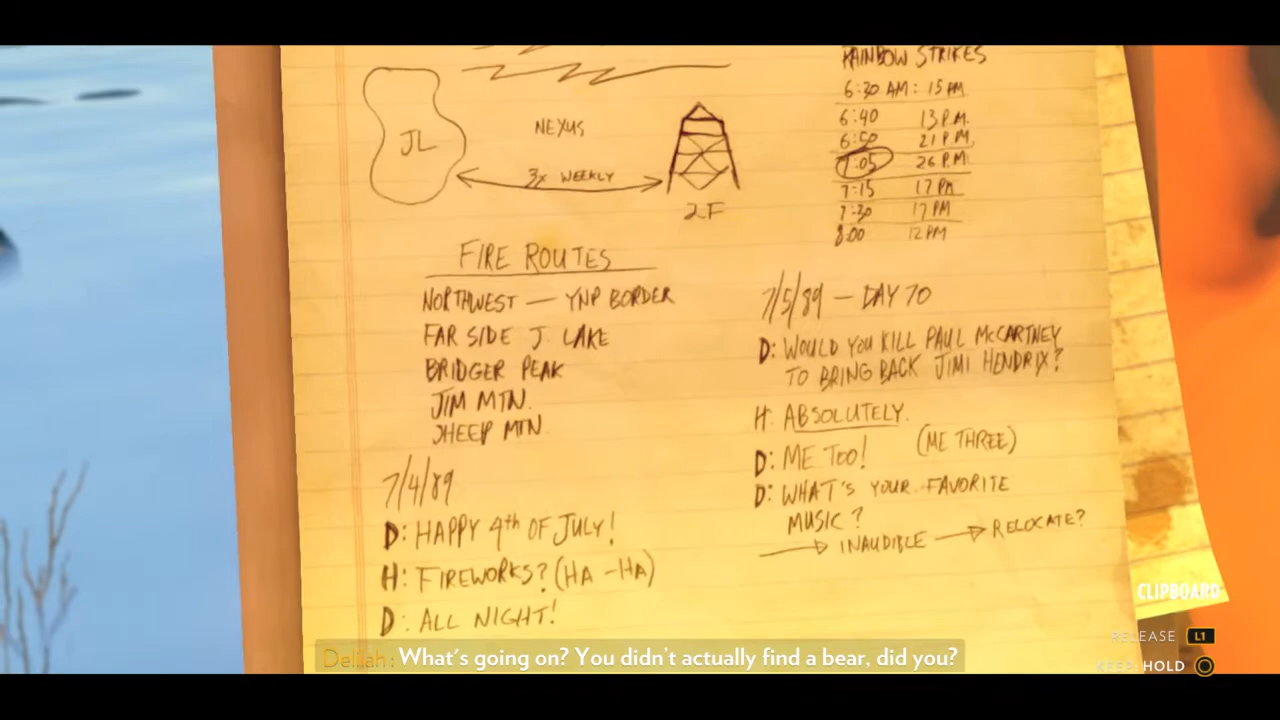 JL
NEXUS
3X WEEKLY
2F
RAINBOW STRIKES
6:30 AM: 15 PM
6:40 13 P.M.
6:50 21 P.M.
7:05 26 P.M
7:15 17 PM
7:30 17 PM
8:00 12 PM
FIRE ROUTES
NORTHWEST — YNP BORDER
FAR SIDE J. LAKE
BRIDGER PEAK
JIM MTN.
SHEEP MTN
7/4/89
D: HAPPY 4th OF JULY!
H: FIREWORKS? (HA-HA)
D: ALL NIGHT!
7/5/89 — DAY 70
D: WOULD YOU KILL PAUL McCARTNEY
TO BRING BACK JIMI HENDRIX?
H: ABSOLUTELY.
D: ME TOO! (ME THREE)
D: WHAT'S YOUR FAVORITE
MUSIC?
→ INAUDIBLE → RELOCATE?
CLIPBOARD
RELEASE L1
KEEP: HOLD
Delilah: What's going on? You didn't actually find a bear, did you?